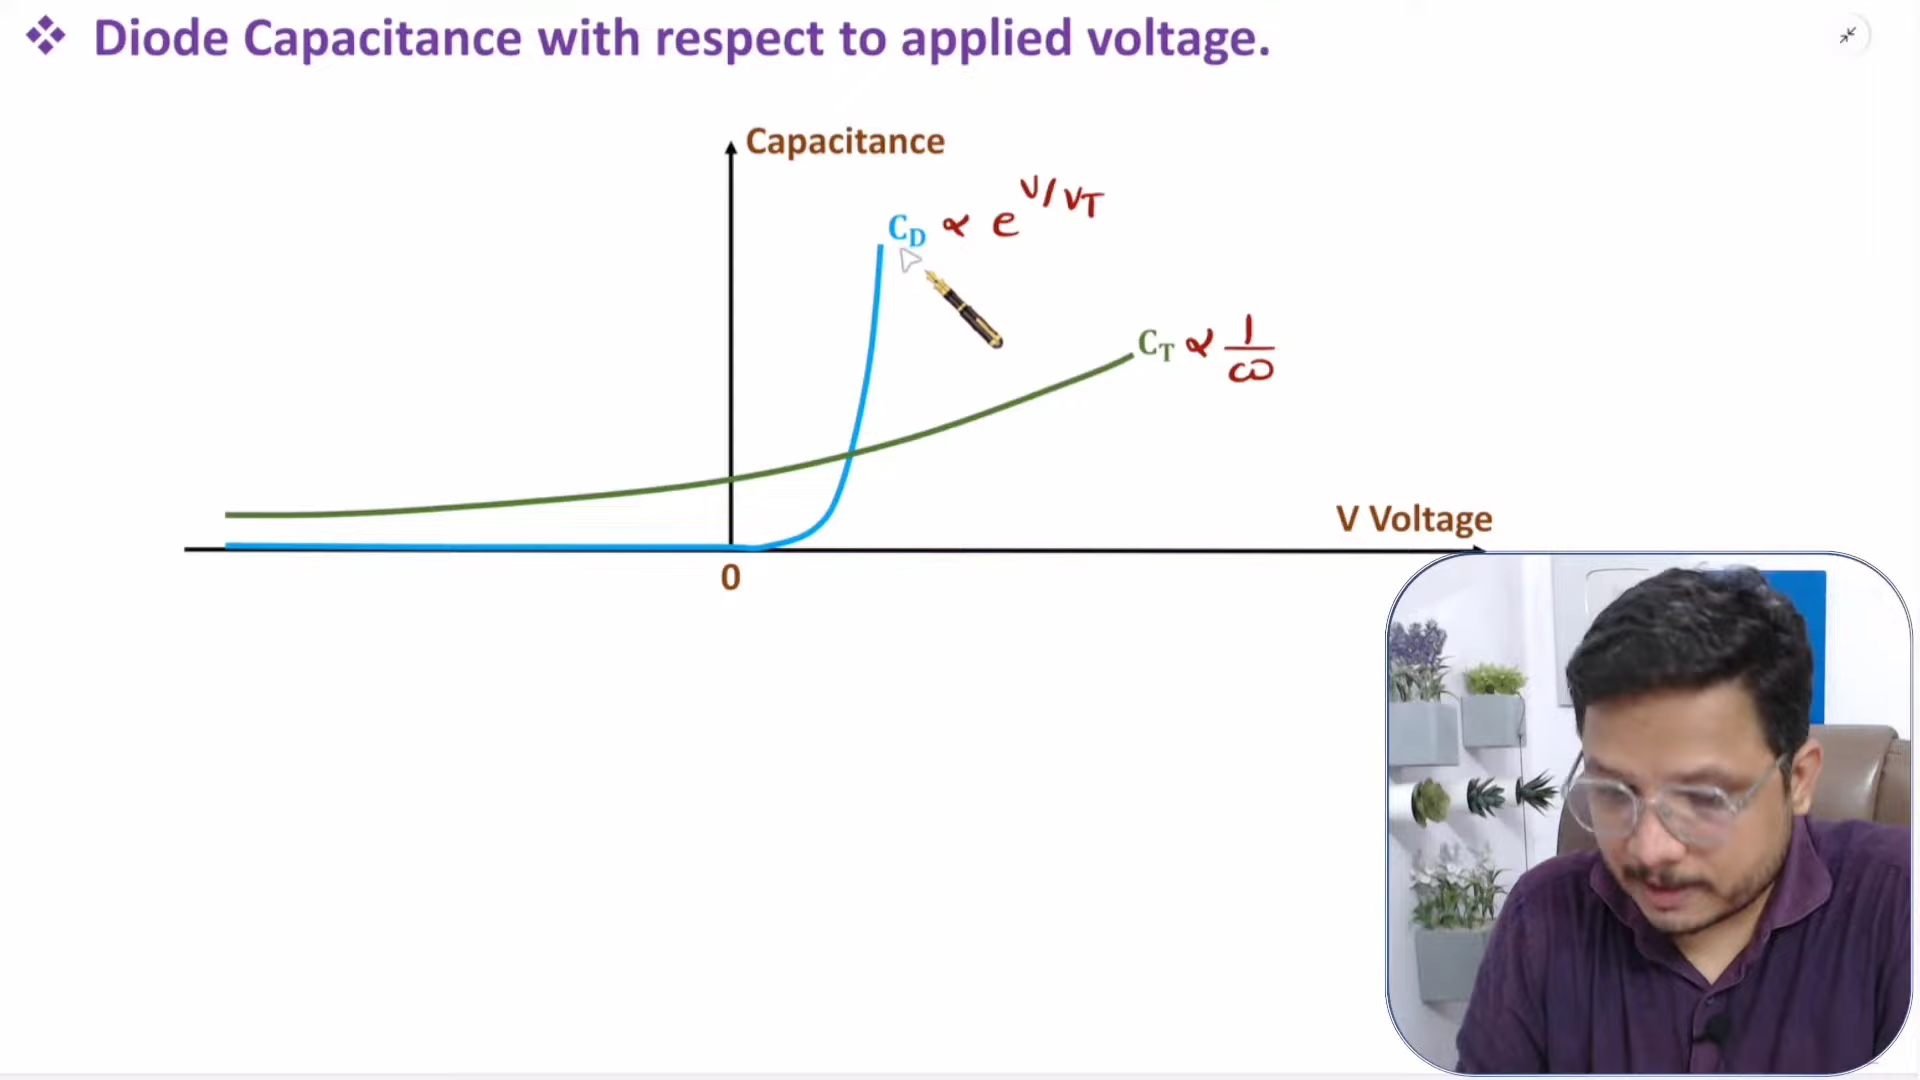 ❖ Diode Capacitance with respect to applied voltage.
Capacitance
C_D ∝ e^{V/V_T}
C_T ∝ 1/ω
V Voltage
0